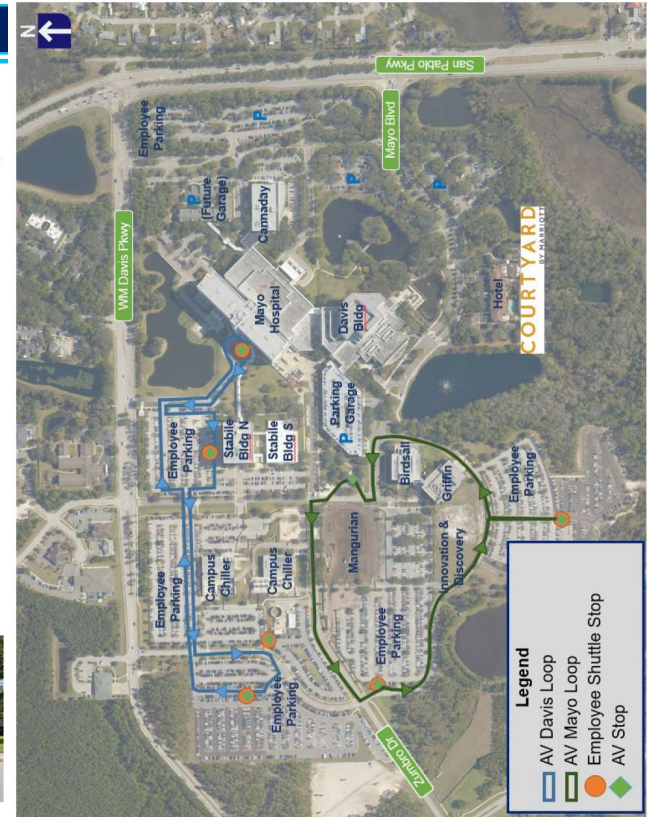 N
San Pablo Pkwy
WM Davis Pkwy
Mayo Blvd
Employee
Parking
P
P
(Future
Garage)
Cannaday
P
P
Mayo
Hospital
Davis
Bldg
Hotel
COURTYARD
BY MARRIOTT
Parking
Garage
P
Employee
Parking
Stabile
Bldg N
Stabile
Bldg S
Birdsall
Griffin
Employee
Parking
Employee
Parking
Campus
Chiller
Campus
Chiller
Mangurian
Innovation &
Discovery
Employee
Parking
Employee
Parking
Zumbro Dr
Legend
AV Davis Loop
AV Mayo Loop
Employee Shuttle Stop
AV Stop